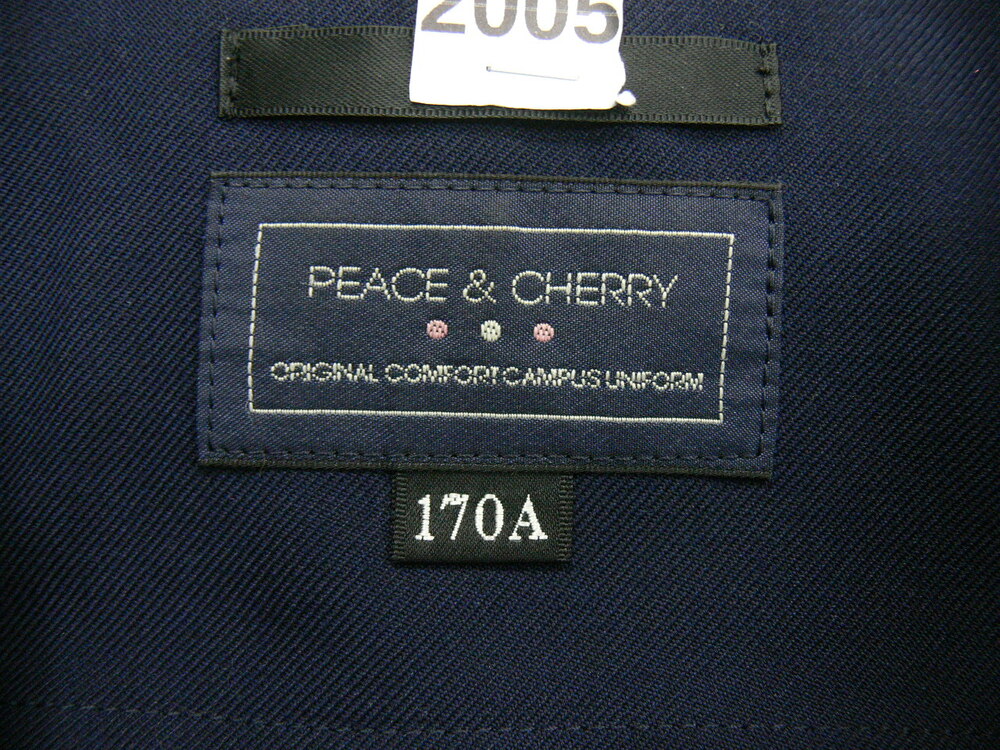 2005
PEACE & CHERRY
ORIGINAL COMFORT CAMPUS UNIFORM
170A